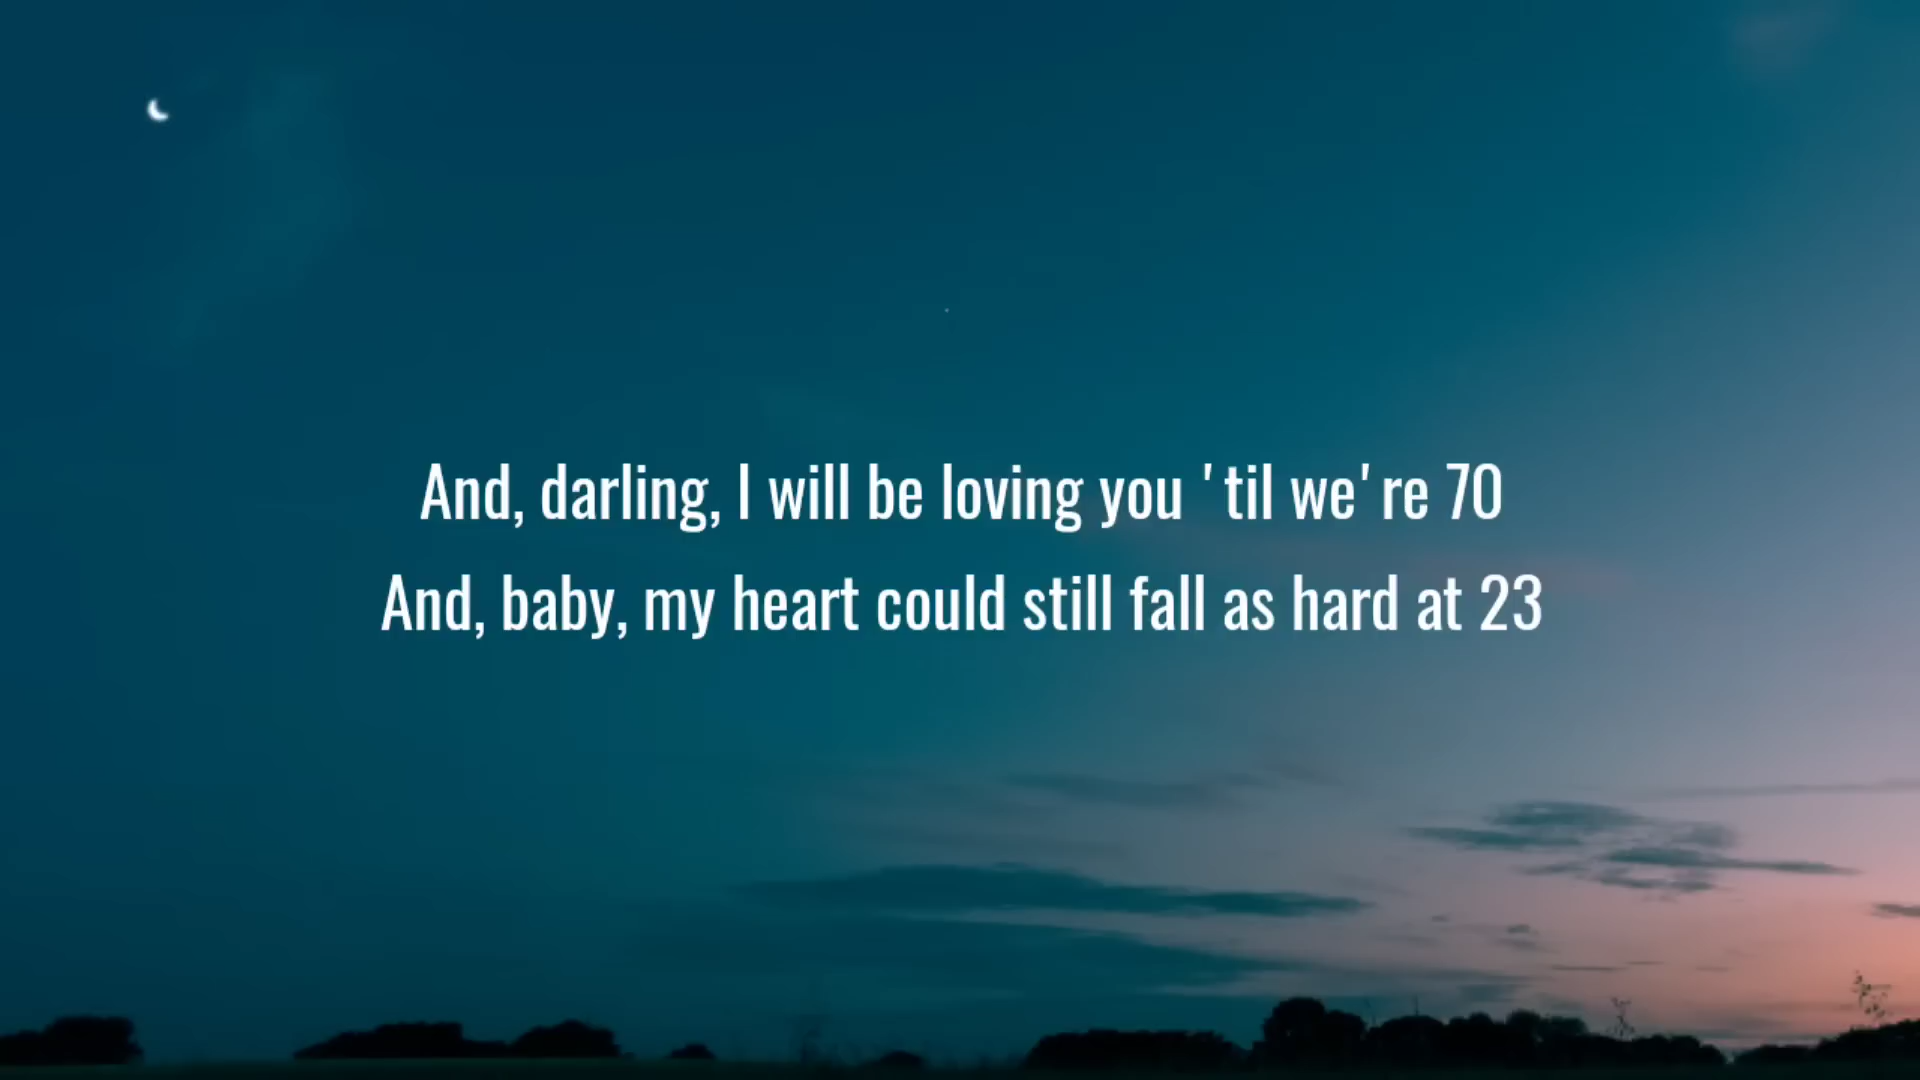 And, darling, I will be loving you 'til we're 70
And, baby, my heart could still fall as hard at 23